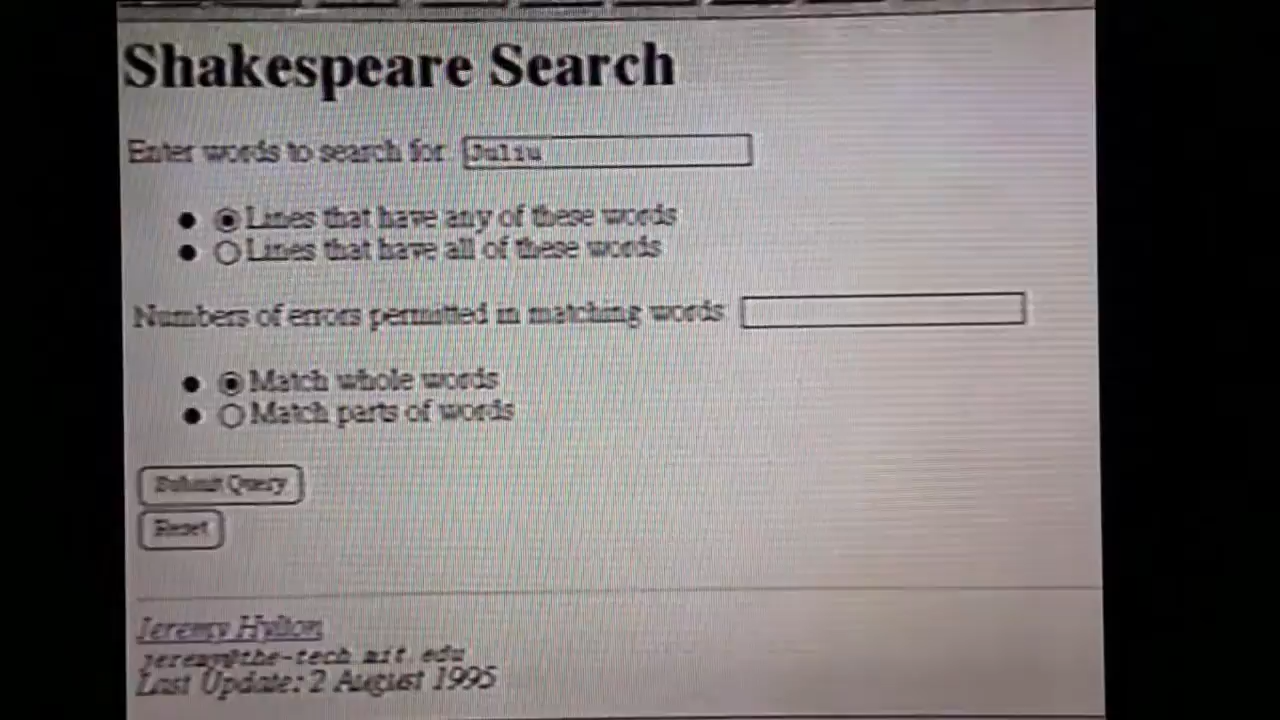 Shakespeare Search
Enter words to search for Juliu
Lines that have any of these words
Lines that have all of these words
Numbers of errors permitted in matching words
Match whole words
Match parts of words
Submit Query
Reset
Jeremy Hylton
jeremy@the-tech.mit.edu
Last Update: 2 August 1995